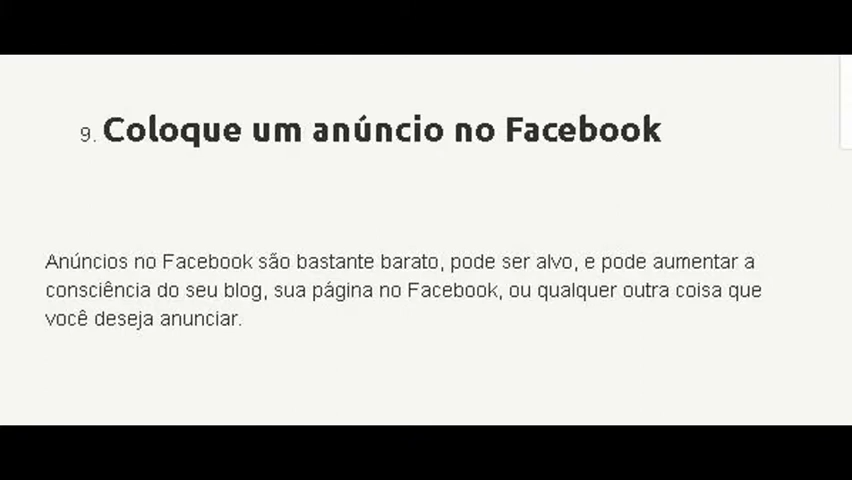 9. Coloque um anúncio no Facebook
Anúncios no Facebook são bastante barato, pode ser alvo, e pode aumentar a
consciência do seu blog, sua página no Facebook, ou qualquer outra coisa que
você deseja anunciar.